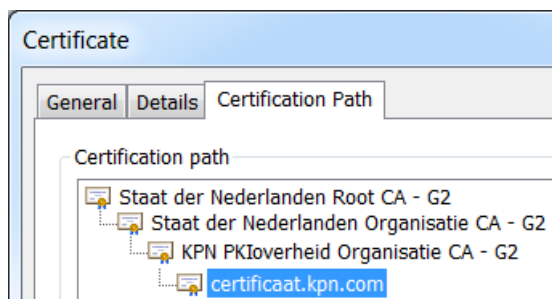 Certificate
General Details Certification Path
Certification path
Staat der Nederlanden Root CA - G2
Staat der Nederlanden Organisatie CA - G2
KPN PKIoverheid Organisatie CA - G2
certificaat.kpn.com